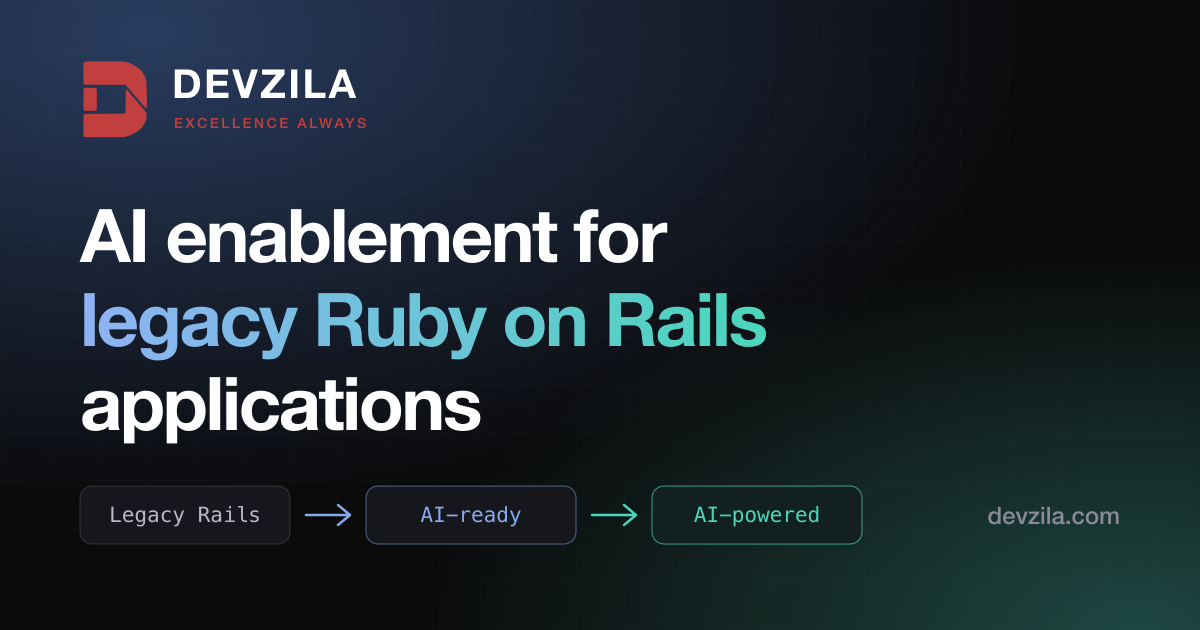 DEVZILA
EXCELLENCE ALWAYS
AI enablement for
legacy Ruby on Rails
applications
Legacy Rails → AI-ready → AI-powered
devzila.com